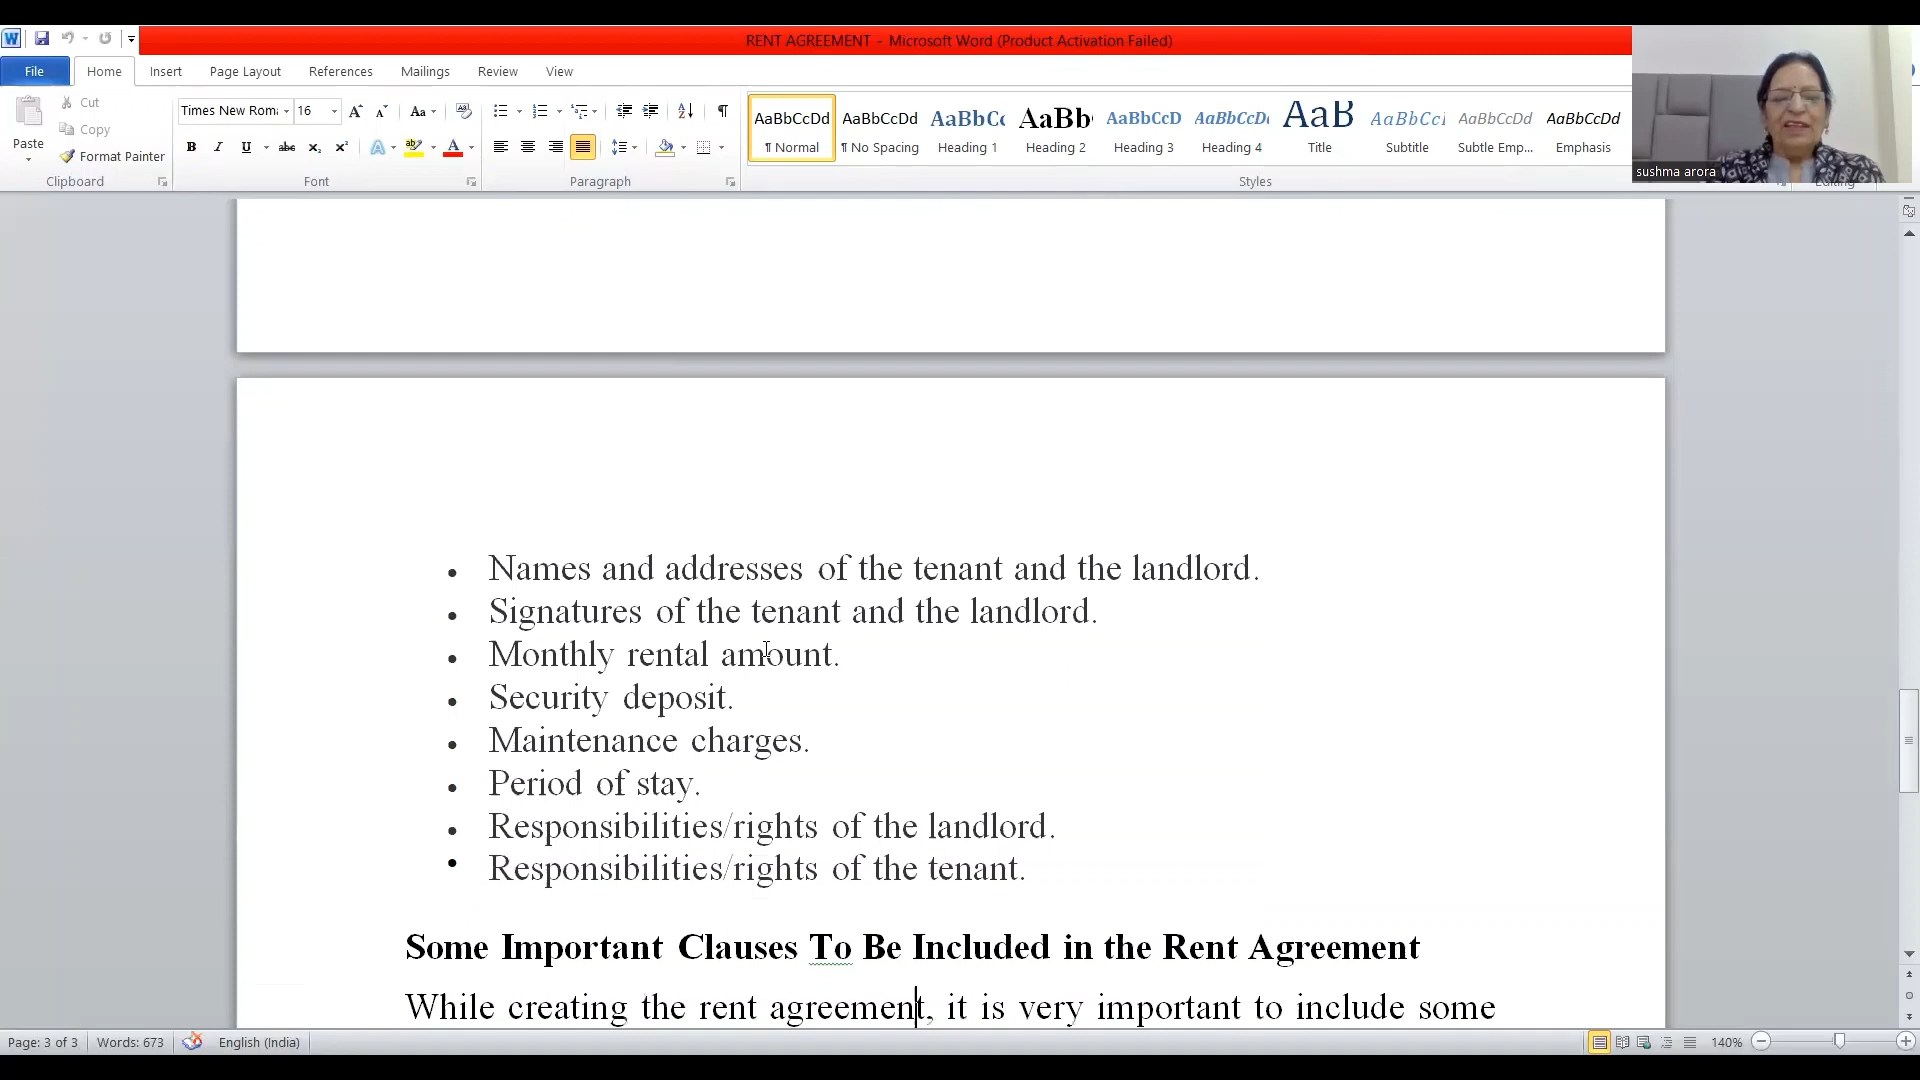 RENT AGREEMENT - Microsoft Word (Product Activation Failed)
File Home Insert Page Layout References Mailings Review View
Paste
Cut
Copy
Format Painter
Clipboard
Times New Rom 16
Font
Paragraph
AaBbCcDd AaBbCcDd AaBbCc AaBb AaBbCcD AaBbCcD AaB AaBbCcI AaBbCcDd AaBbCcDd
¶ Normal ¶ No Spacing Heading 1 Heading 2 Heading 3 Heading 4 Title Subtitle Subtle Emp... Emphasis
Styles
Editing
sushma arora
• Names and addresses of the tenant and the landlord.
• Signatures of the tenant and the landlord.
• Monthly rental amount.
• Security deposit.
• Maintenance charges.
• Period of stay.
• Responsibilities/rights of the landlord.
• Responsibilities/rights of the tenant.
Some Important Clauses To Be Included in the Rent Agreement
While creating the rent agreement, it is very important to include some
Page: 3 of 3 Words: 673 English (India) 140%